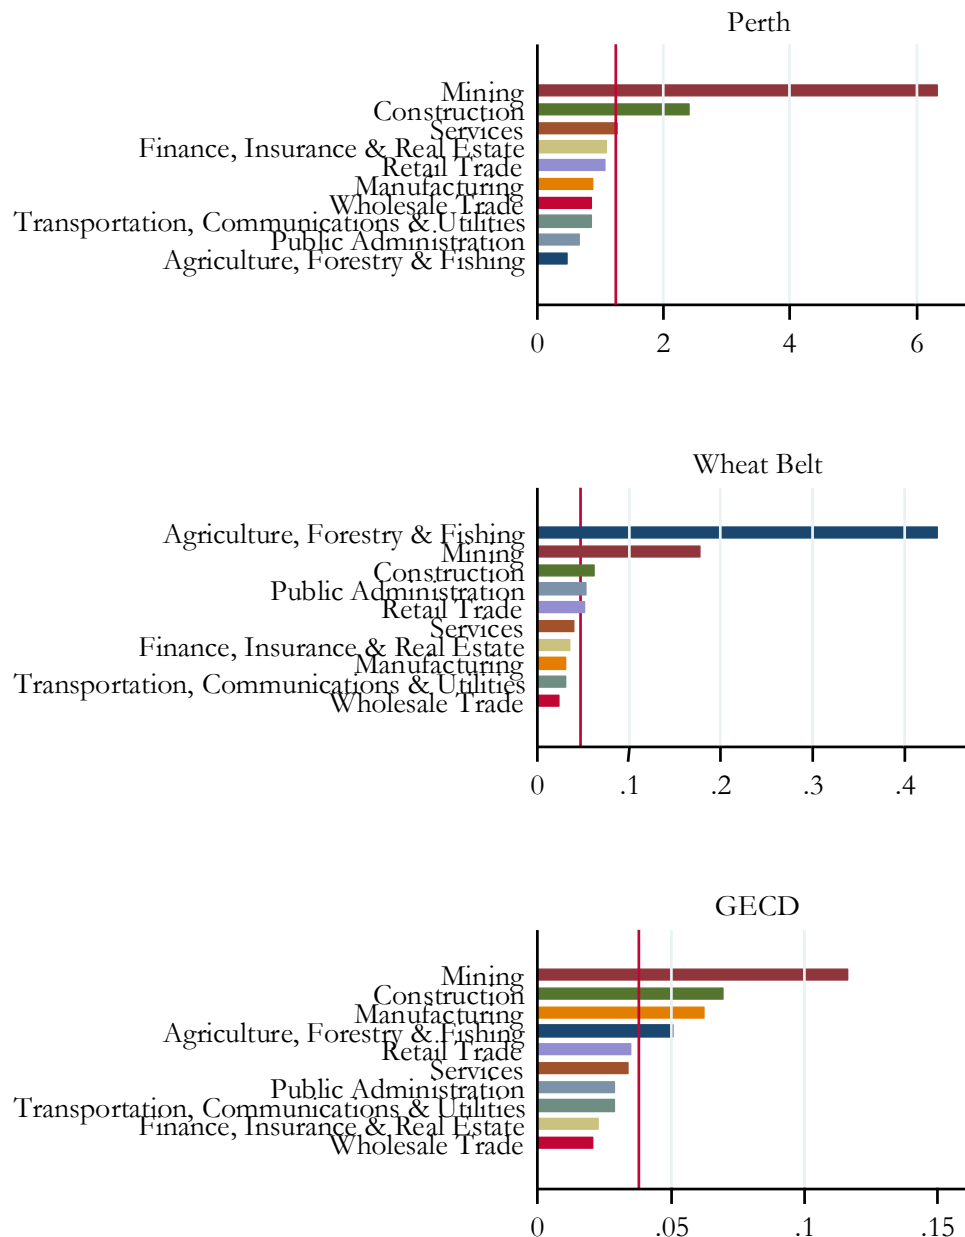 Perth
Mining
Construction
Services
Finance, Insurance & Real Estate
Retail Trade
Manufacturing
Wholesale Trade
Transportation, Communications & Utilities
Public Administration
Agriculture, Forestry & Fishing
0 2 4 6
Wheat Belt
Agriculture, Forestry & Fishing
Mining
Construction
Public Administration
Retail Trade
Services
Finance, Insurance & Real Estate
Manufacturing
Transportation, Communications & Utilities
Wholesale Trade
0 .1 .2 .3 .4
GECD
Mining
Construction
Manufacturing
Agriculture, Forestry & Fishing
Retail Trade
Services
Public Administration
Transportation, Communications & Utilities
Finance, Insurance & Real Estate
Wholesale Trade
0 .05 .1 .15